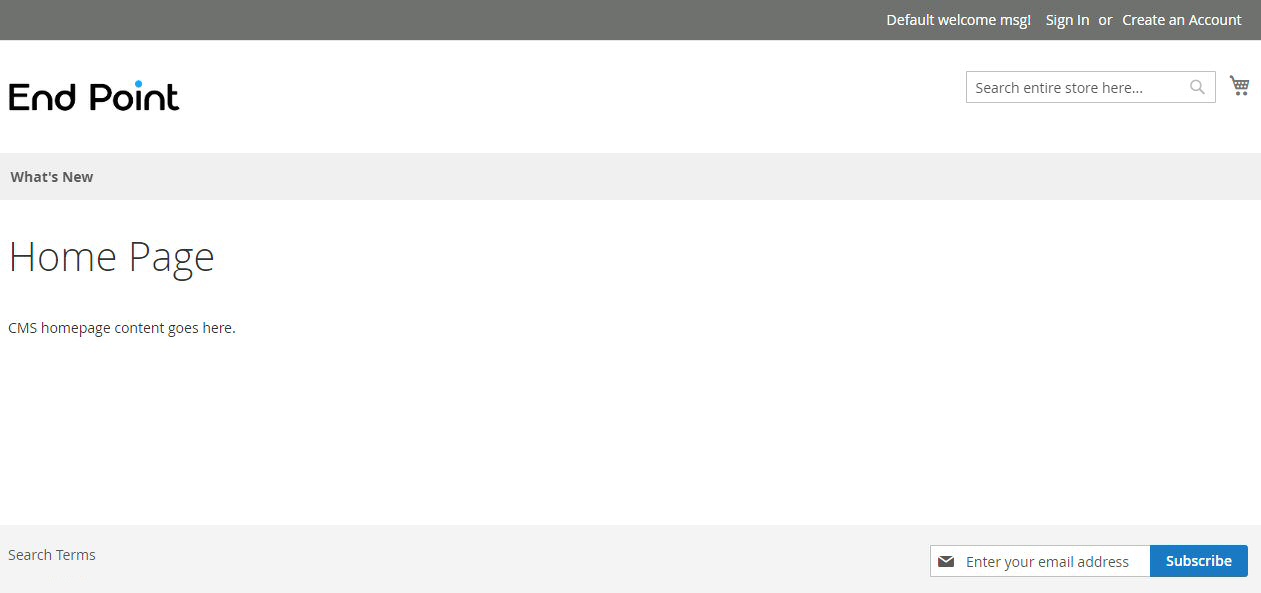 Default welcome msg! Sign In or Create an Account
End Point
Search entire store here...
What's New
Home Page
CMS homepage content goes here.
Search Terms
Enter your email address
Subscribe